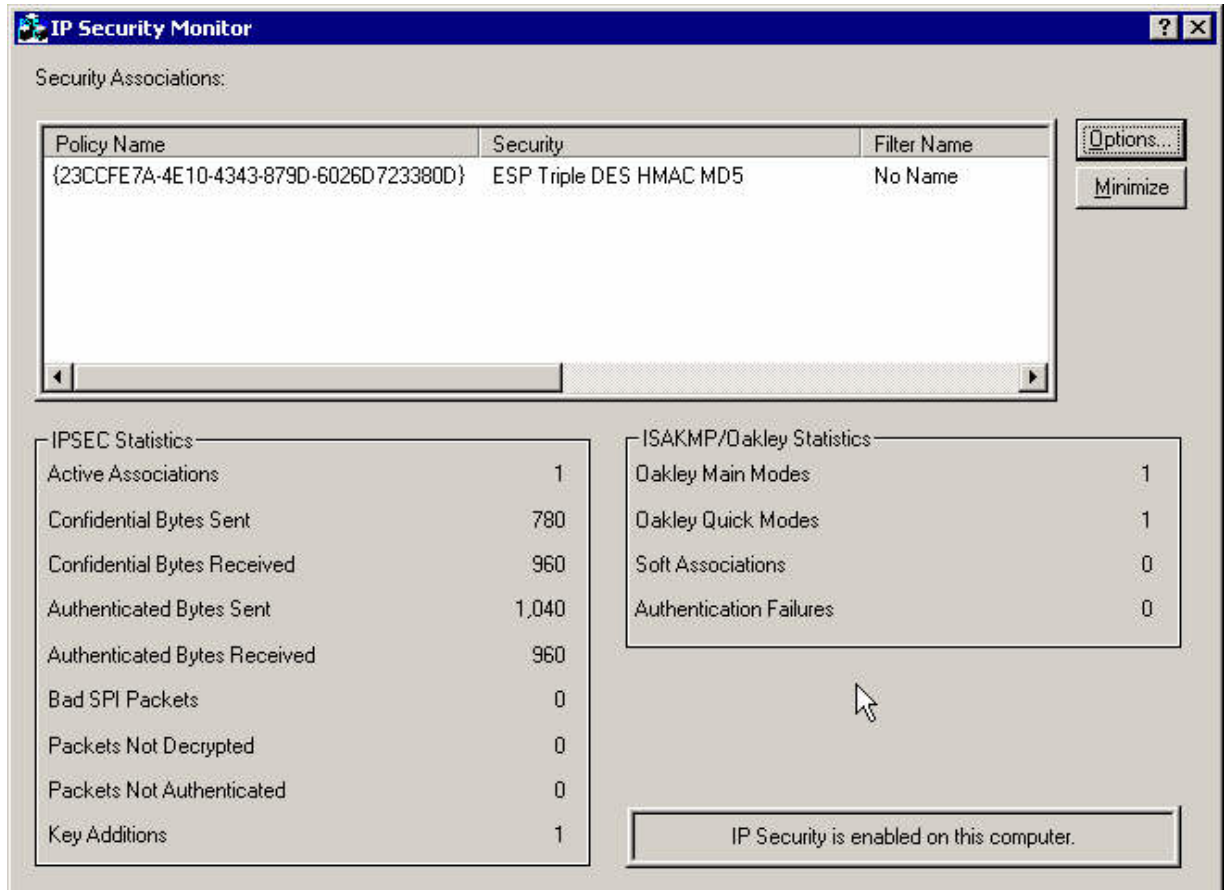 IP Security Monitor
Security Associations:
Policy Name Security Filter Name
{23CCFE7A-4E10-4343-879D-6026D723380D} ESP Triple DES HMAC MD5 No Name
Options...
Minimize
IPSEC Statistics
Active Associations 1
Confidential Bytes Sent 780
Confidential Bytes Received 960
Authenticated Bytes Sent 1,040
Authenticated Bytes Received 960
Bad SPI Packets 0
Packets Not Decrypted 0
Packets Not Authenticated 0
Key Additions 1
ISAKMP/Oakley Statistics
Oakley Main Modes 1
Oakley Quick Modes 1
Soft Associations 0
Authentication Failures 0
IP Security is enabled on this computer.